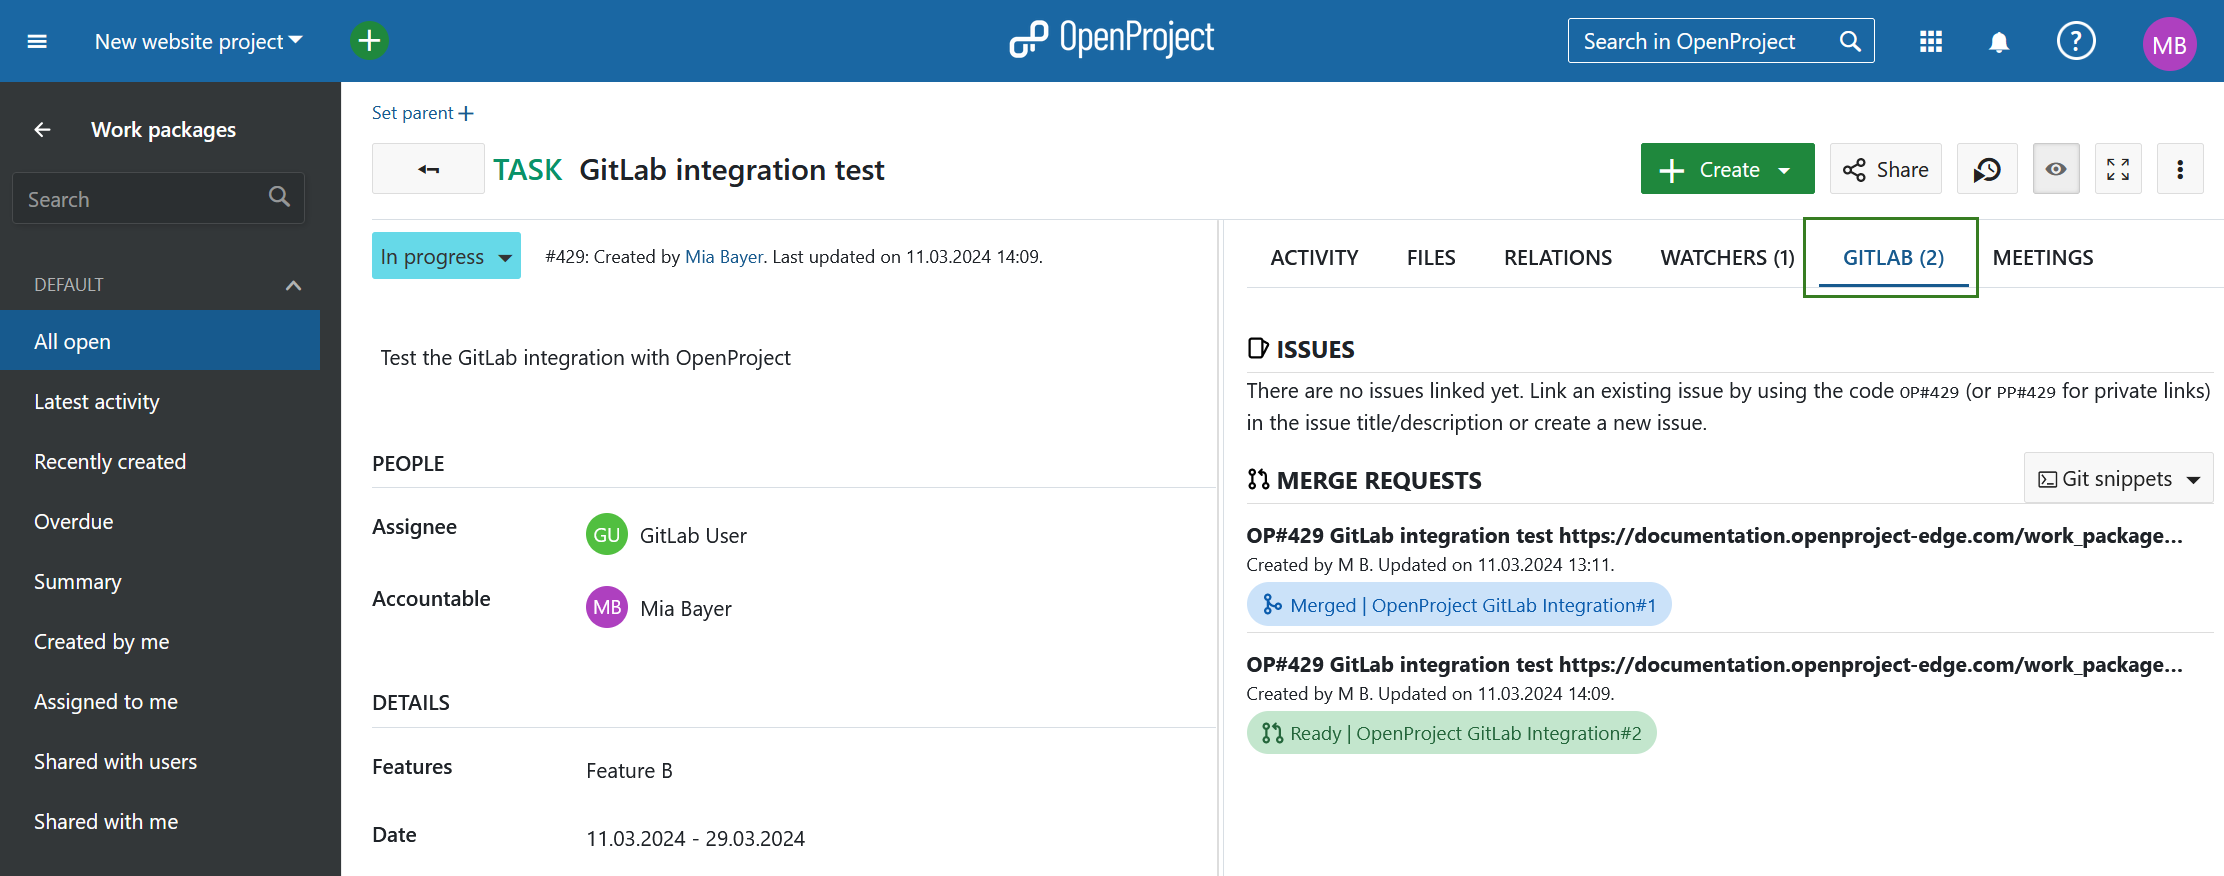 New website project
OpenProject
Search in OpenProject
MB
Work packages
Search
DEFAULT
All open
Latest activity
Recently created
Overdue
Summary
Created by me
Assigned to me
Shared with users
Shared with me
Set parent
TASK GitLab integration test
Create
Share
In progress
#429: Created by Mia Bayer. Last updated on 11.03.2024 14:09.
Test the GitLab integration with OpenProject
PEOPLE
Assignee
GU GitLab User
Accountable
MB Mia Bayer
DETAILS
Features
Feature B
Date
11.03.2024 - 29.03.2024
ACTIVITY
FILES
RELATIONS
WATCHERS (1)
GITLAB (2)
MEETINGS
ISSUES
There are no issues linked yet. Link an existing issue by using the code OP#429 (or PP#429 for private links)
in the issue title/description or create a new issue.
MERGE REQUESTS
Git snippets
OP#429 GitLab integration test https://documentation.openproject-edge.com/work_package...
Created by M B. Updated on 11.03.2024 13:11.
Merged | OpenProject GitLab Integration#1
OP#429 GitLab integration test https://documentation.openproject-edge.com/work_package...
Created by M B. Updated on 11.03.2024 14:09.
Ready | OpenProject GitLab Integration#2